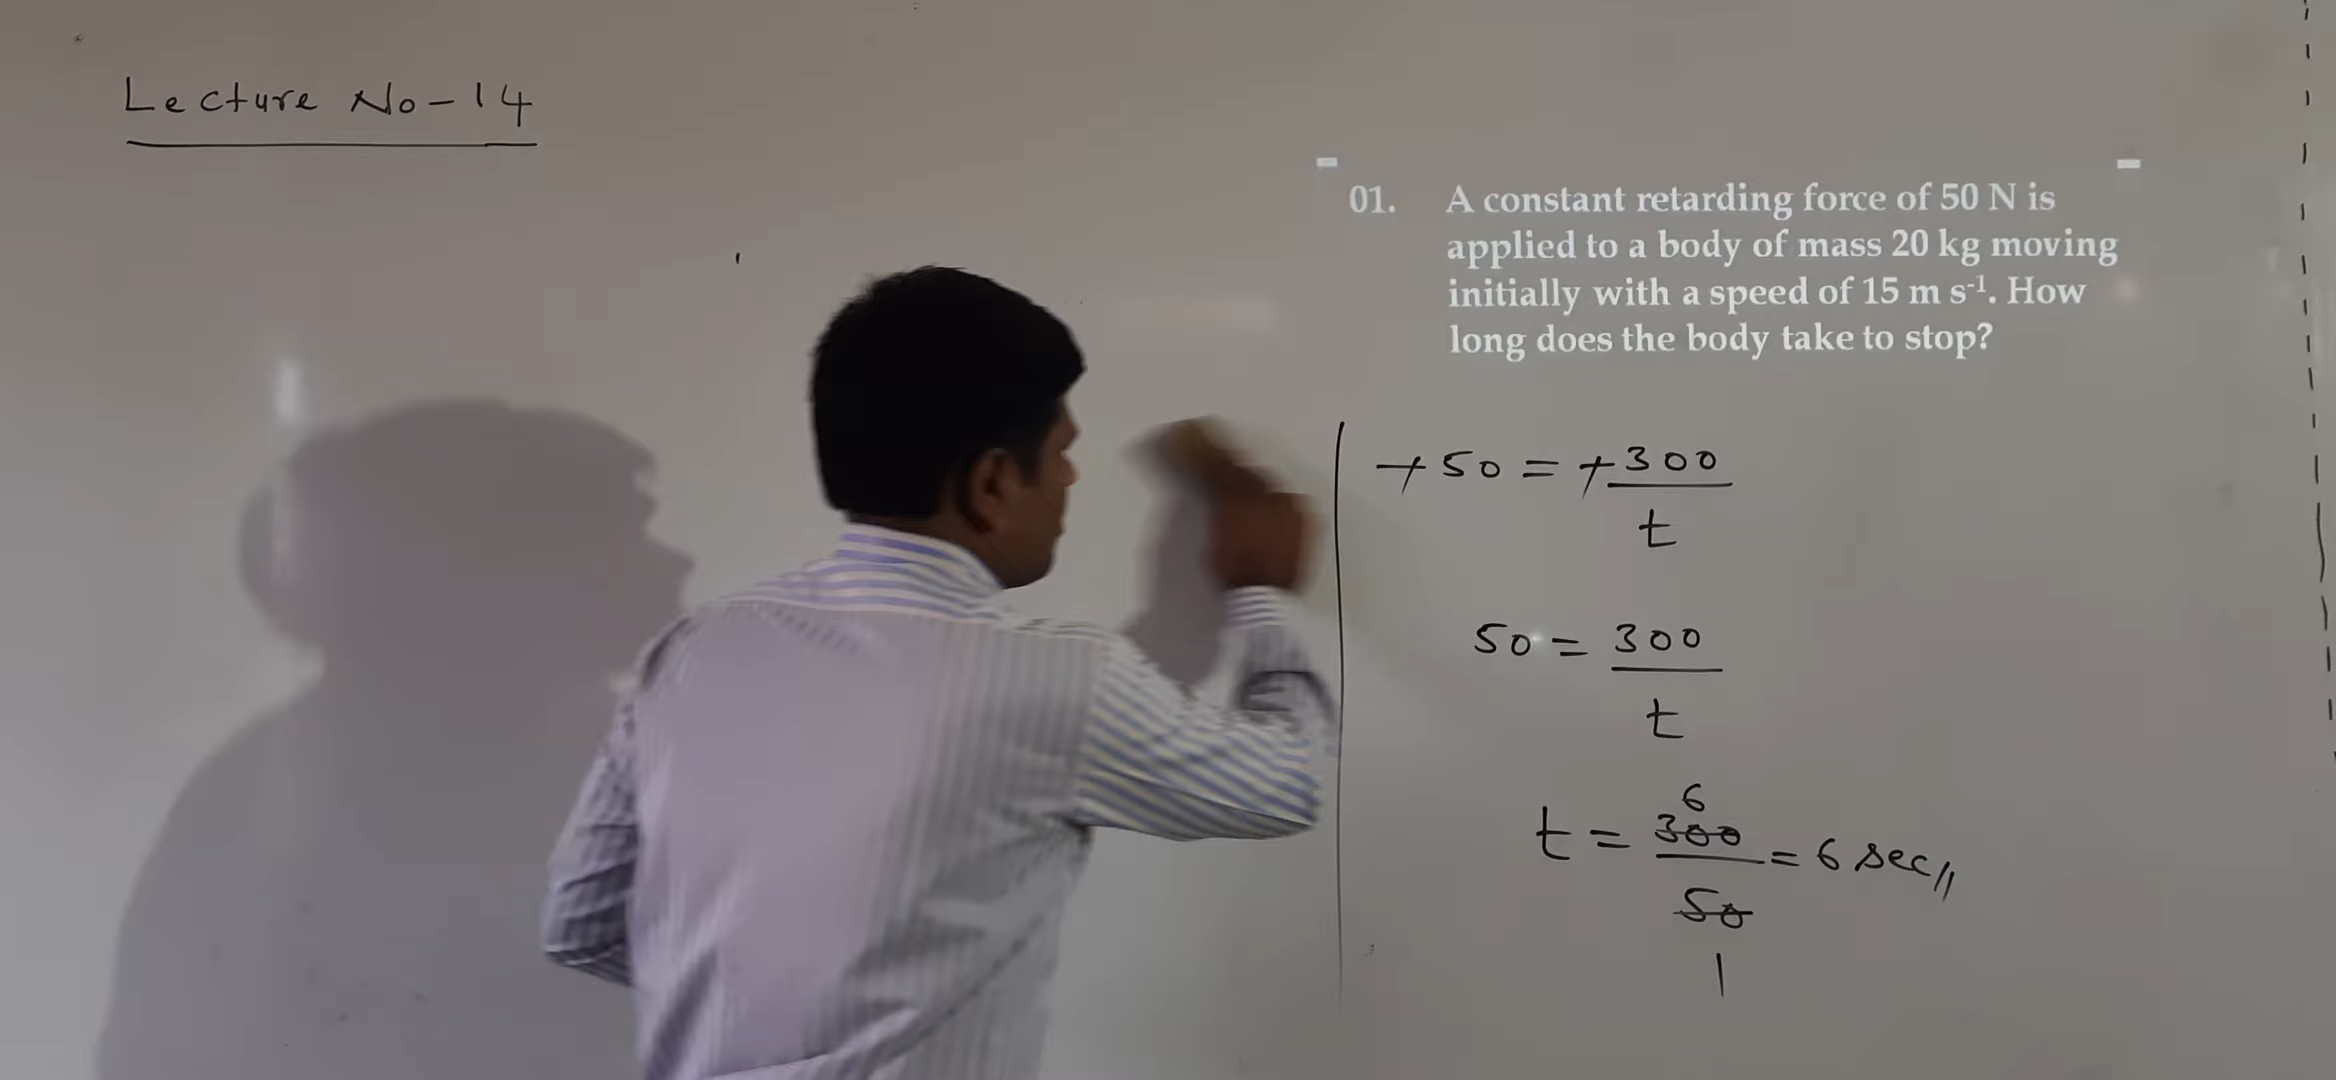 Lecture No-14
01. A constant retarding force of 50 N is
applied to a body of mass 20 kg moving
initially with a speed of 15 m s⁻¹. How
long does the body take to stop?
+50 = +300/t
50 = 300/t
6
t = 300/50 = 6 sec//
1